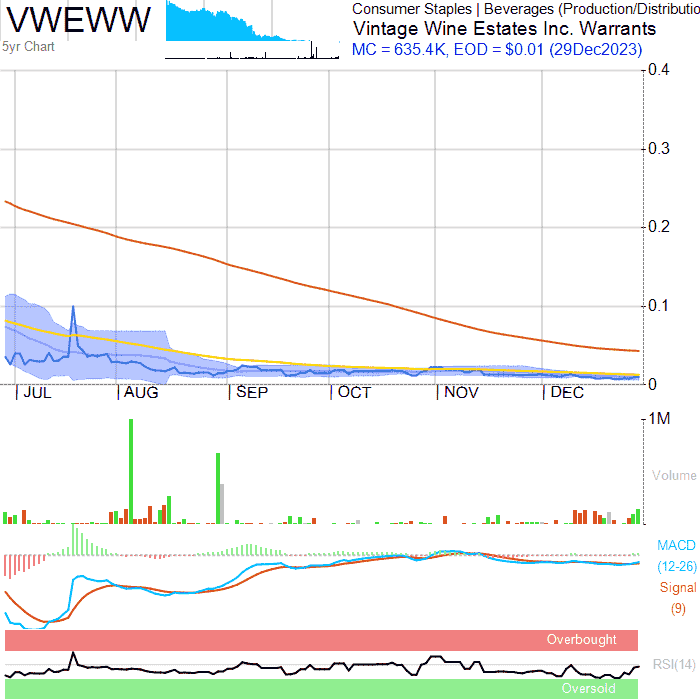 VWEWW
5yr Chart
Consumer Staples | Beverages (Production/Distributio
Vintage Wine Estates Inc. Warrants
MC = 635.4K, EOD = $0.01 (29Dec2023)
0.4
0.3
0.2
0.1
0
JUL AUG SEP OCT NOV DEC
1M
Volume
MACD
(12-26)
Signal
(9)
Overbought
RSI(14)
Oversold